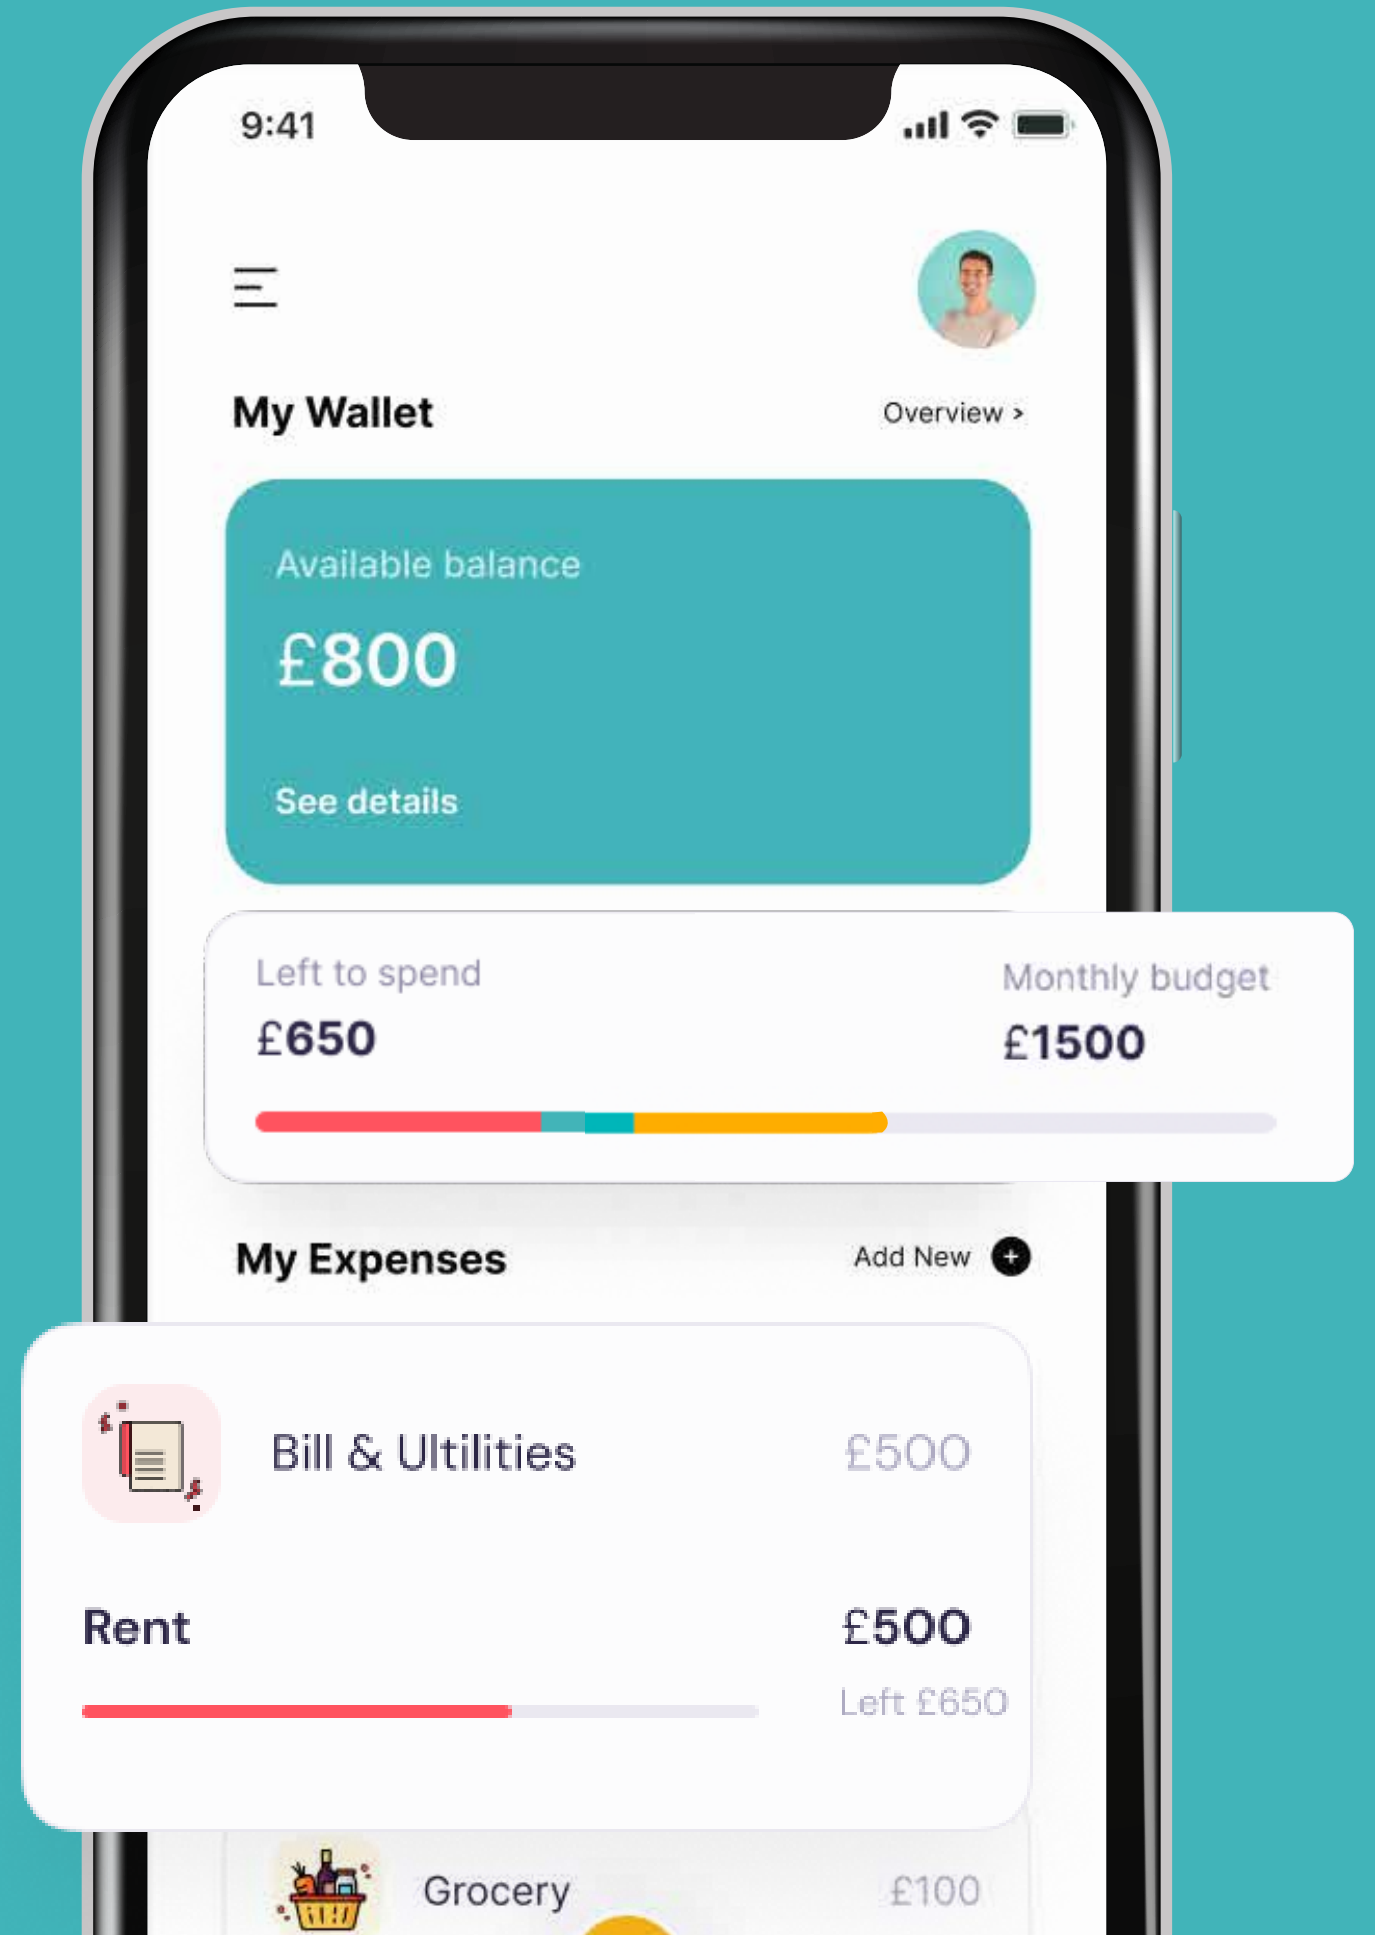 9:41
My Wallet
Overview >
Available balance
£800
See details
Left to spend
Monthly budget
£650
£1500
My Expenses
Add New +
Bill & Ultilities
£500
Rent
£500
Left £650
Grocery
£100